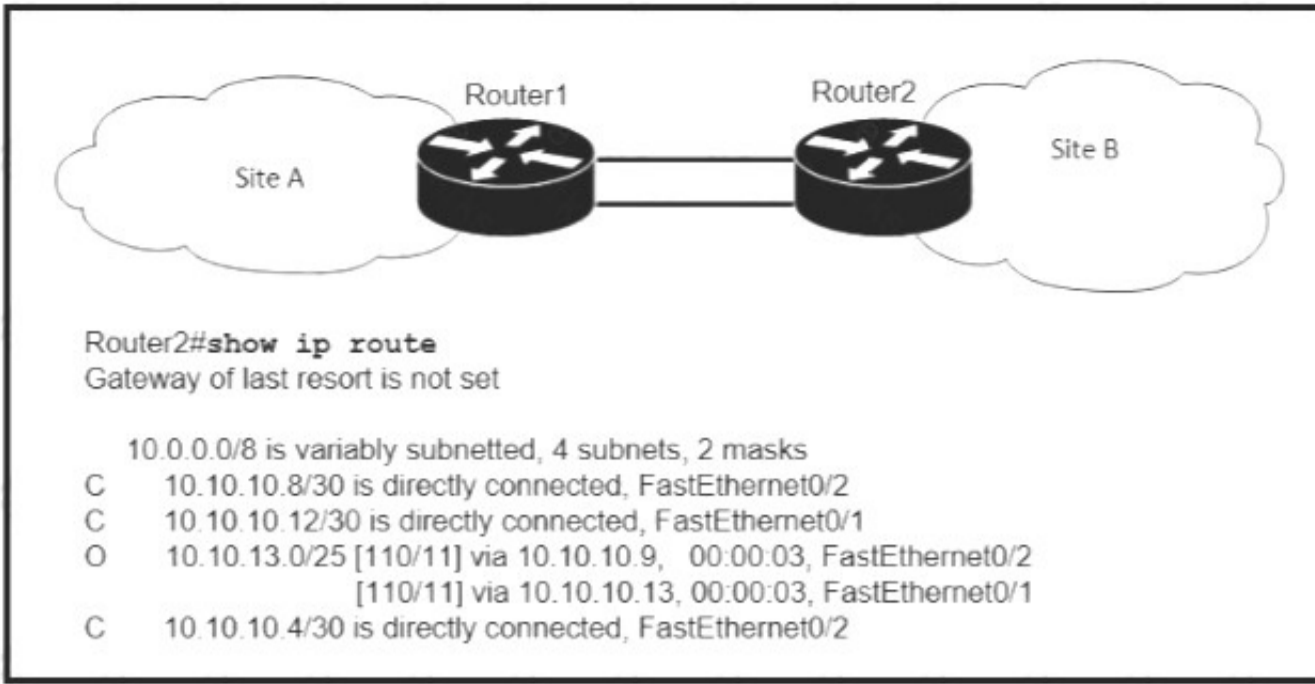 Router1
Router2
Site A
Site B
Router2#show ip route
Gateway of last resort is not set
10.0.0.0/8 is variably subnetted, 4 subnets, 2 masks
C 10.10.10.8/30 is directly connected, FastEthernet0/2
C 10.10.10.12/30 is directly connected, FastEthernet0/1
O 10.10.13.0/25 [110/11] via 10.10.10.9, 00:00:03, FastEthernet0/2
[110/11] via 10.10.10.13, 00:00:03, FastEthernet0/1
C 10.10.10.4/30 is directly connected, FastEthernet0/2